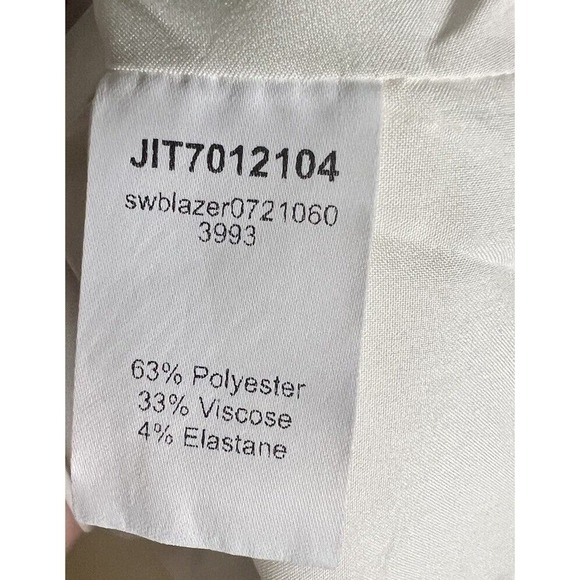 JIT7012104
swblazer0721060
3993
63% Polyester
33% Viscose
4% Elastane